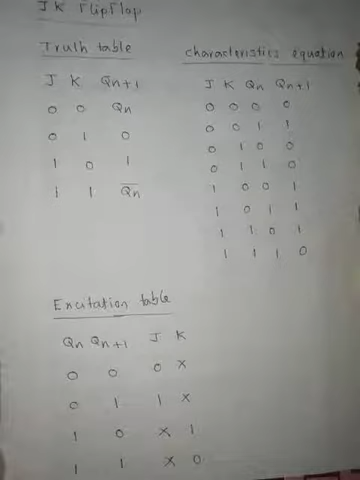 JK FlipFlop
Truth table
J K Qn+1
0 0 Qn
0 1 0
1 0 1
1 1 Q̅n
characteristics equation
J K Qn Qn+1
0 0 0 0
0 0 1 1
0 1 0 0
0 1 1 0
1 0 0 1
1 0 1 1
1 1 0 1
1 1 1 0
Excitation table
Qn Qn+1 J K
0 0 0 X
0 1 1 X
1 0 X 1
1 1 X 0